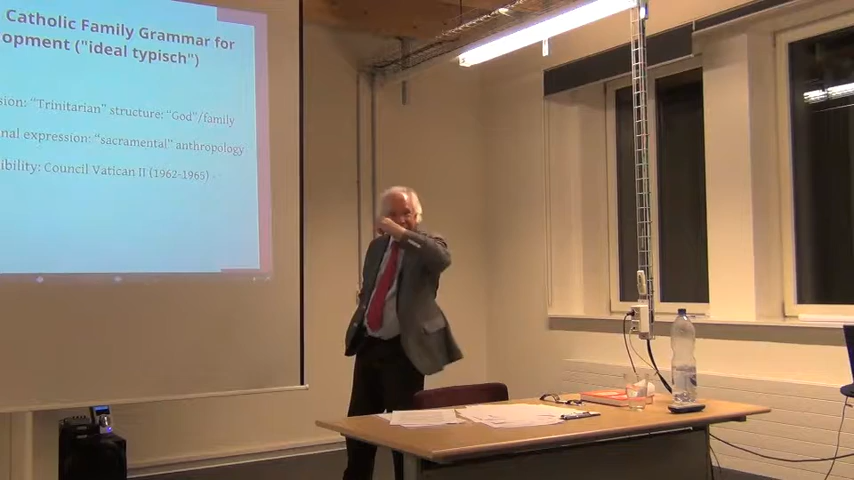 Catholic Family Grammar for
opment ("ideal typisch")
sion: "Trinitarian" structure: "God"/family
nal expression: "sacramental" anthropology
ibility: Council Vatican II (1962-1965)